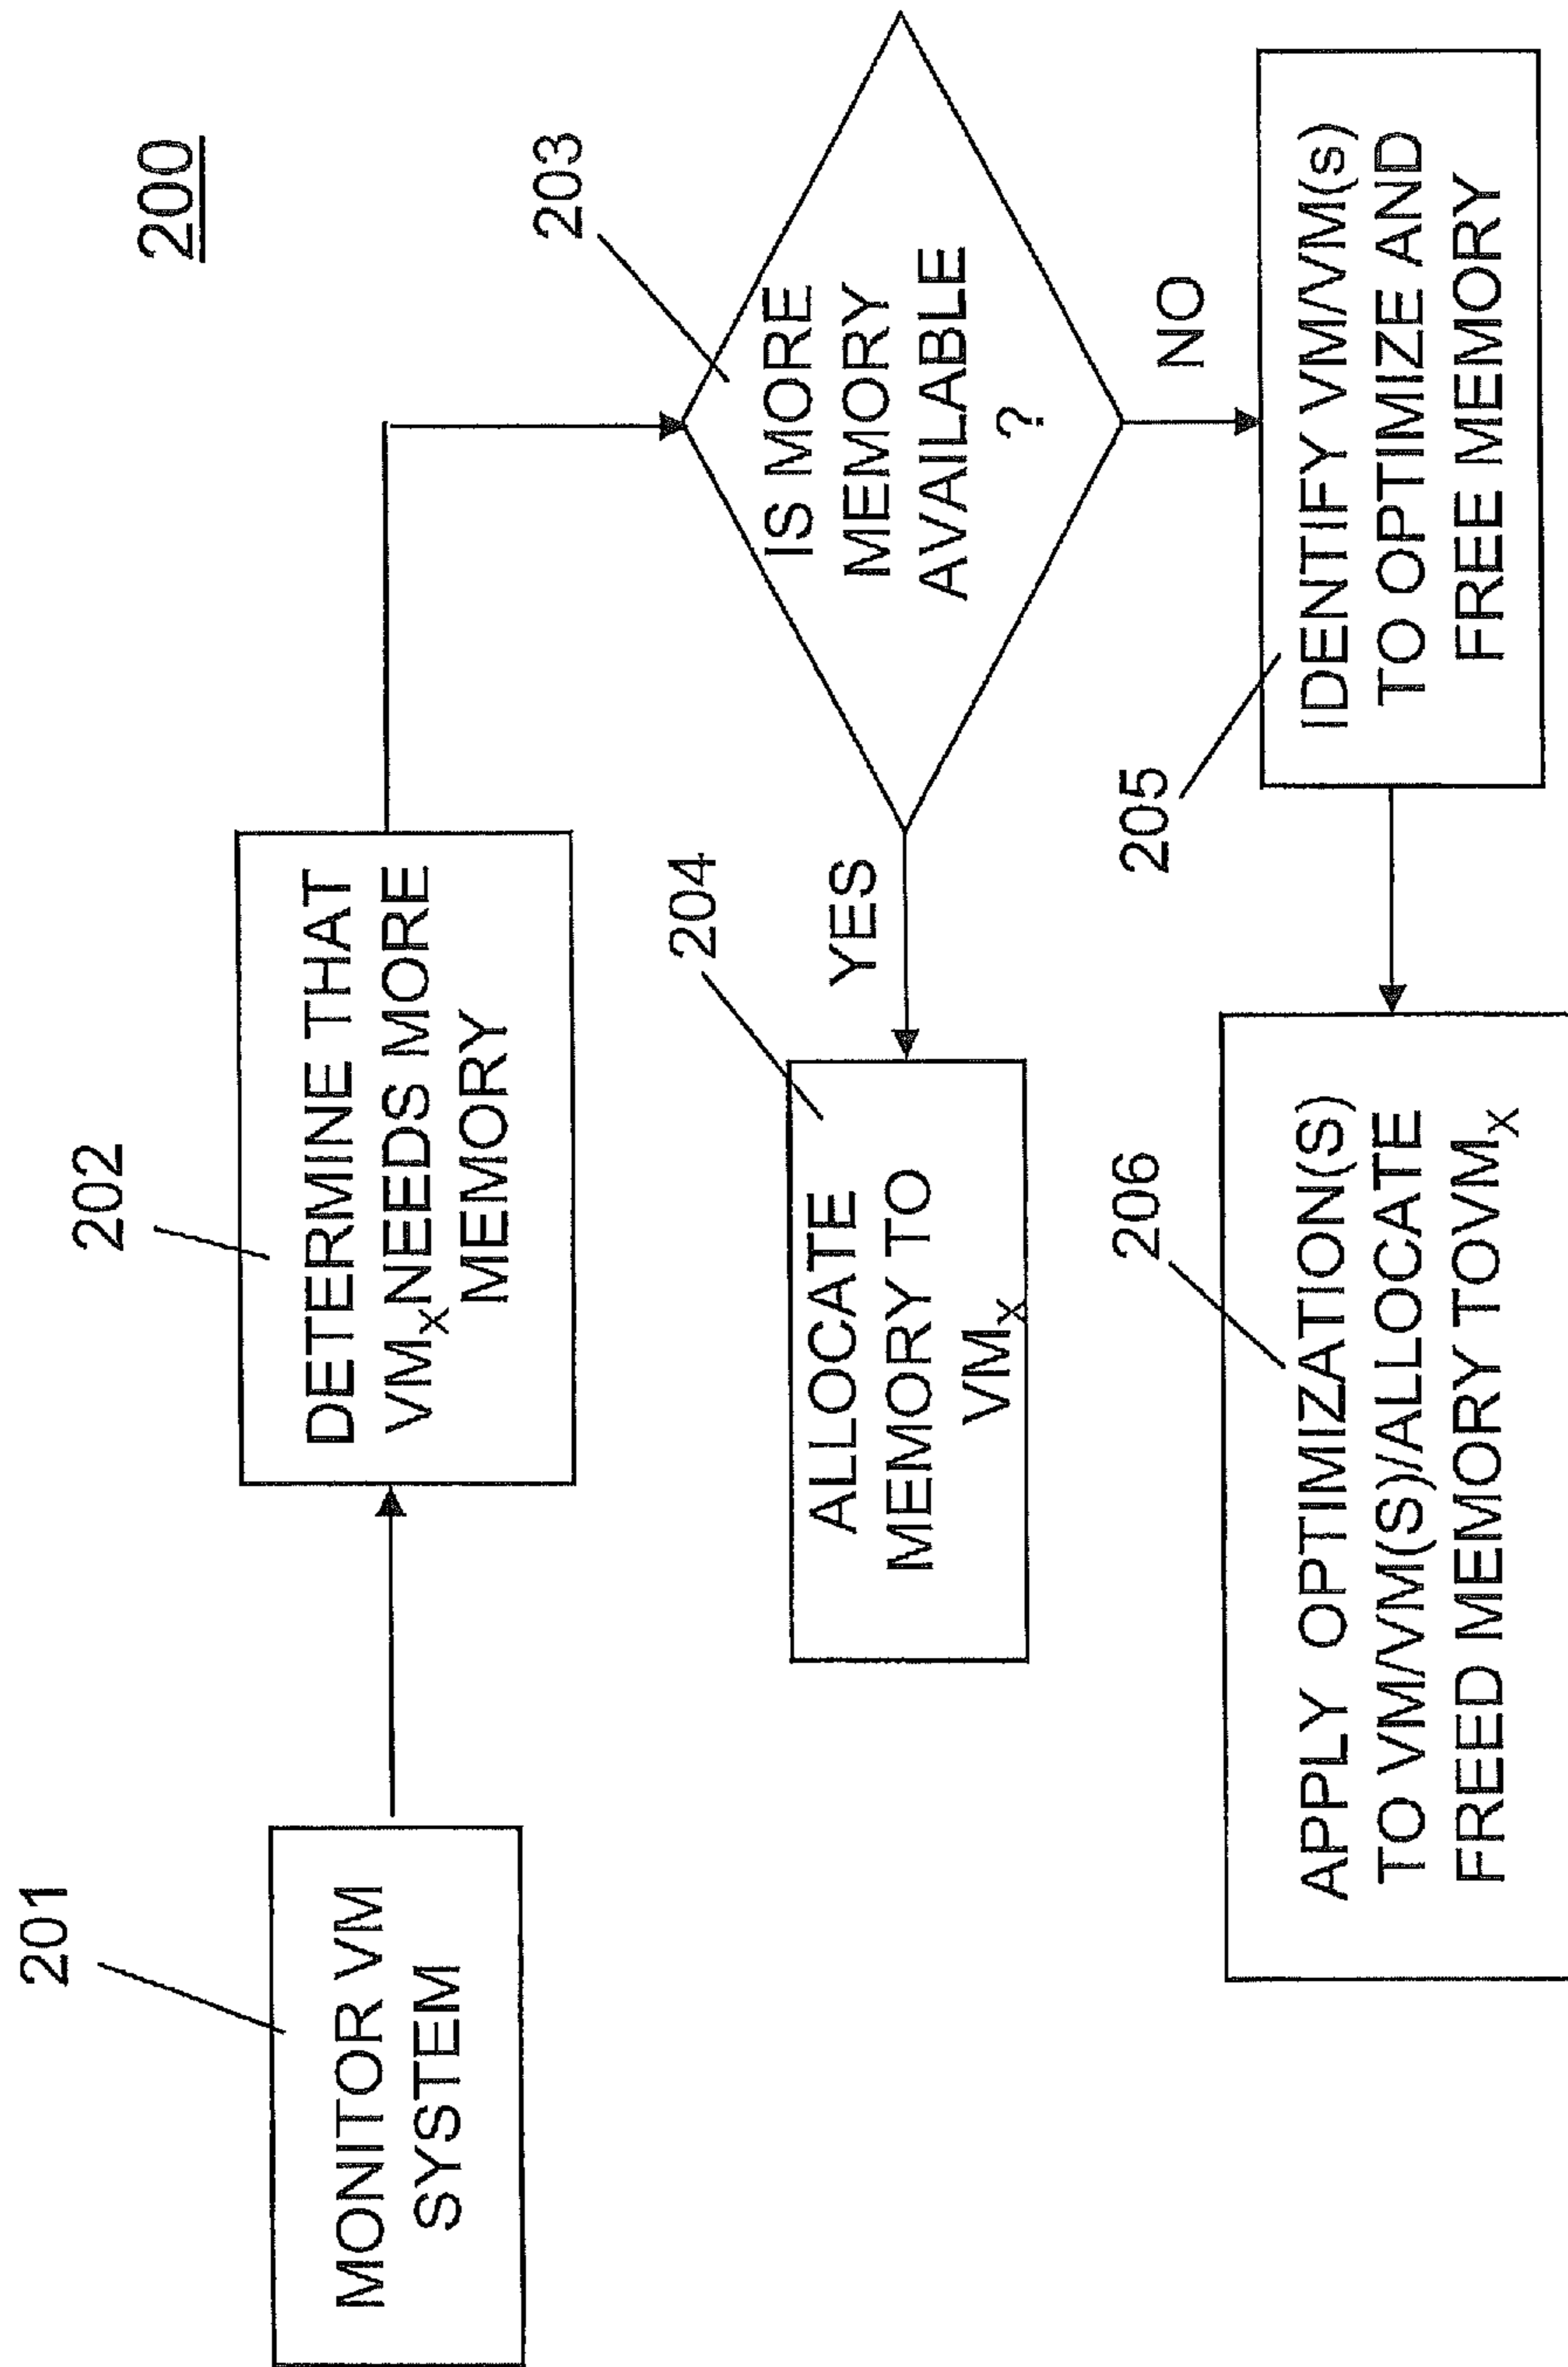 200
201
MONITOR VM
SYSTEM
202
DETERMINE THAT
VMₓ NEEDS MORE
MEMORY
203
IS MORE
MEMORY
AVAILABLE
?
YES
204
ALLOCATE
MEMORY TO
VMₓ
NO
205
IDENTIFY VM/VM(s)
TO OPTIMIZE AND
FREE MEMORY
206
APPLY OPTIMIZATION(S)
TO VM/VM(S)/ALLOCATE
FREED MEMORY TOVMₓ